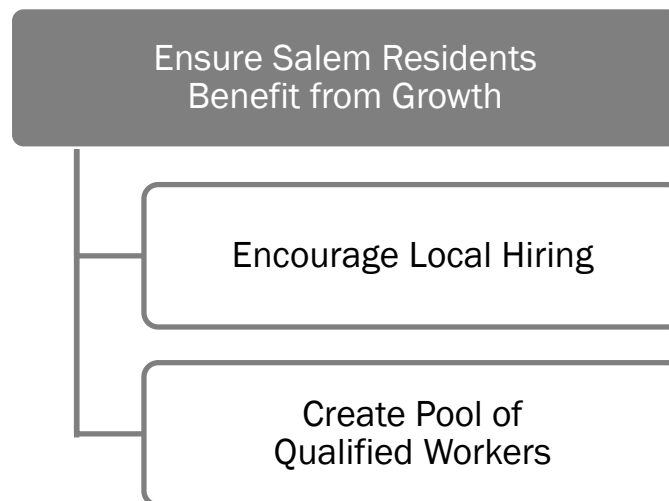 Ensure Salem Residents
Benefit from Growth
Encourage Local Hiring
Create Pool of
Qualified Workers